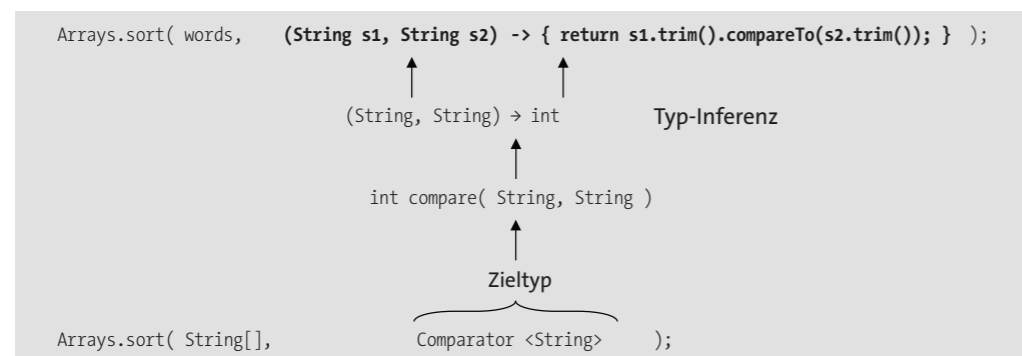 Arrays.sort( words, (String s1, String s2) -> { return s1.trim().compareTo(s2.trim()); } );
(String, String) → int Typ-Inferenz
int compare( String, String )
Zieltyp
Arrays.sort( String[], Comparator <String> );